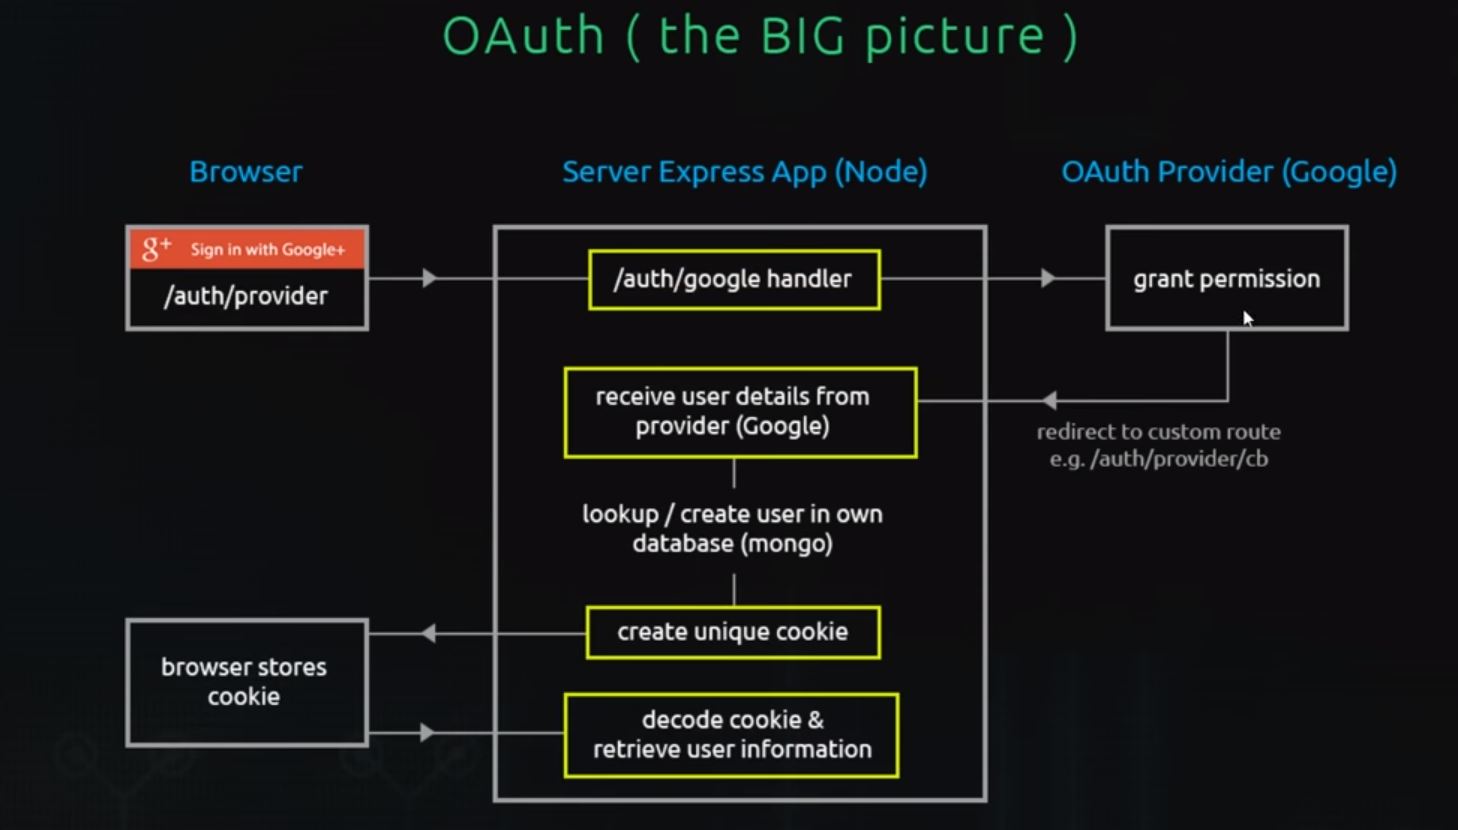 OAuth ( the BIG picture )
Browser
Server Express App (Node)
OAuth Provider (Google)
g+ Sign in with Google+
/auth/provider
/auth/google handler
grant permission
receive user details from
provider (Google)
redirect to custom route
e.g. /auth/provider/cb
lookup / create user in own
database (mongo)
create unique cookie
browser stores
cookie
decode cookie &
retrieve user information